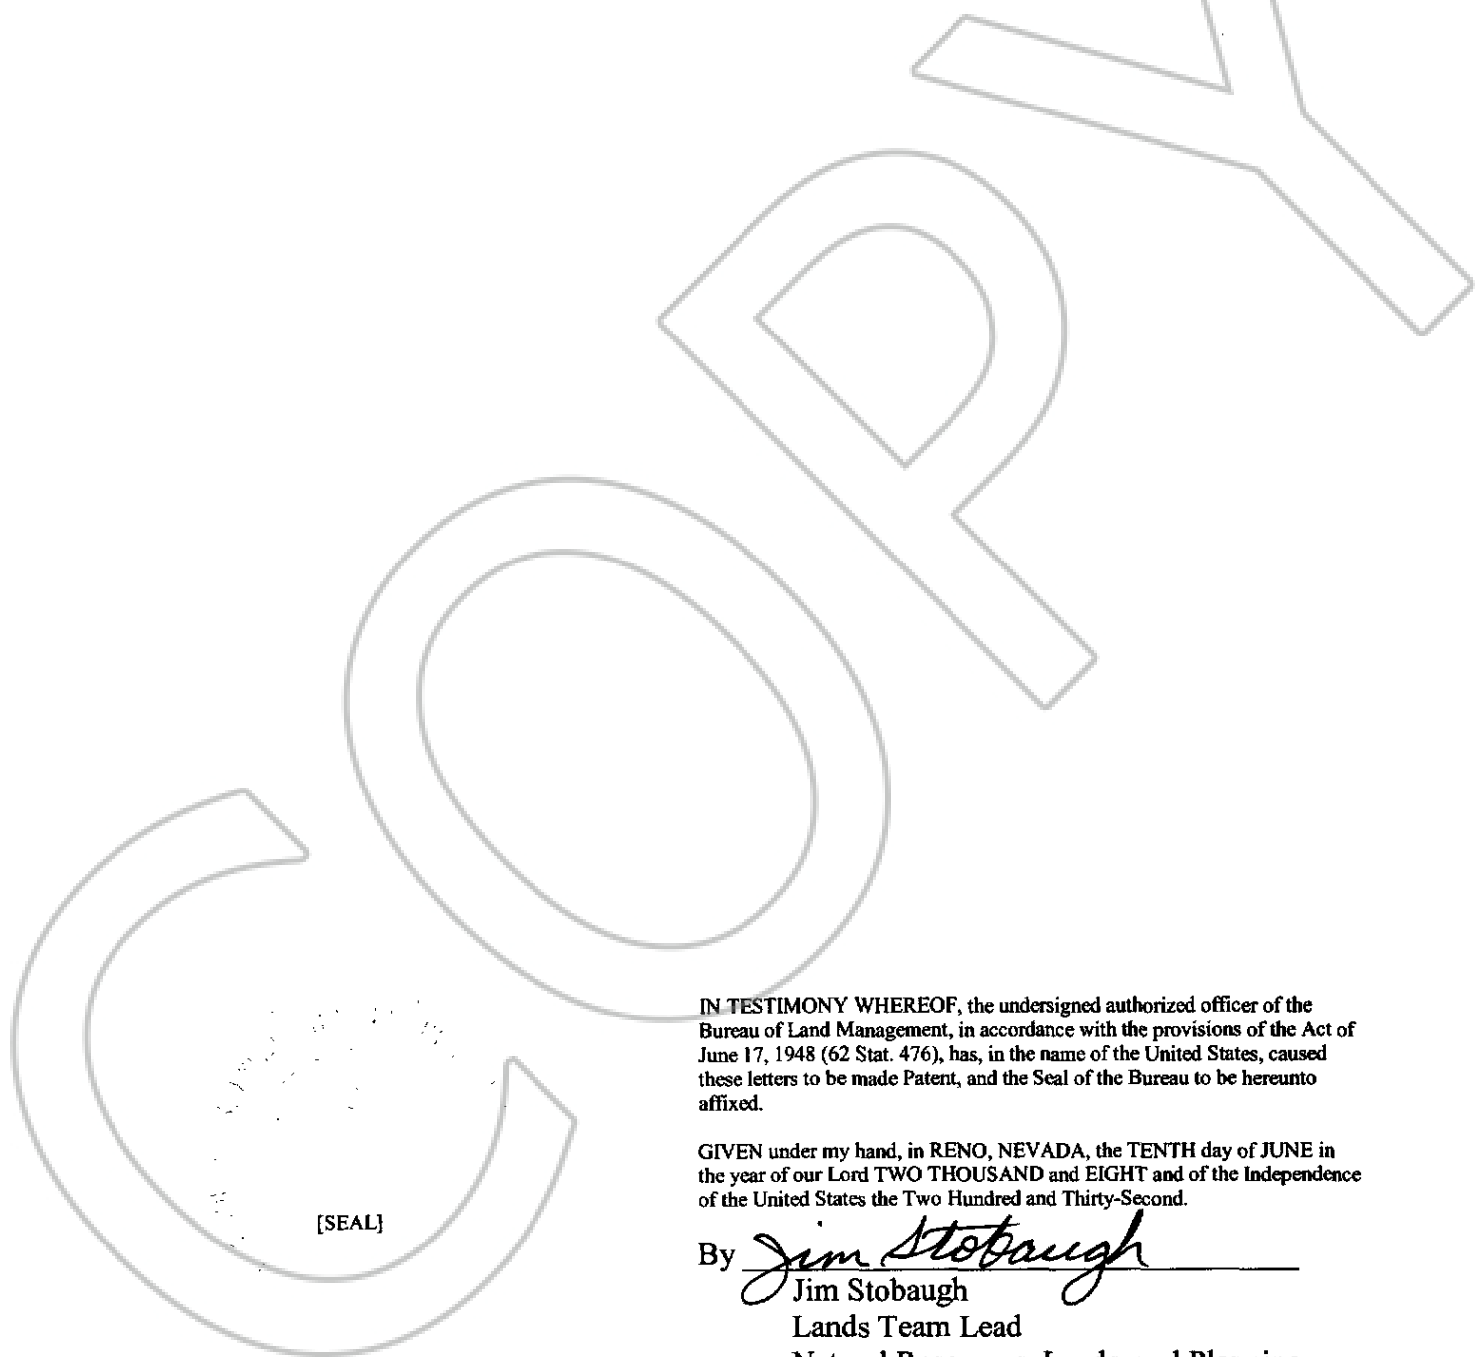 COPY
IN TESTIMONY WHEREOF, the undersigned authorized officer of the
Bureau of Land Management, in accordance with the provisions of the Act of
June 17, 1948 (62 Stat. 476), has, in the name of the United States, caused
these letters to be made Patent, and the Seal of the Bureau to be hereunto
affixed.
GIVEN under my hand, in RENO, NEVADA, the TENTH day of JUNE in
the year of our Lord TWO THOUSAND and EIGHT and of the Independence
of the United States the Two Hundred and Thirty-Second.
[SEAL]
By Jim Stobaugh
Jim Stobaugh
Lands Team Lead